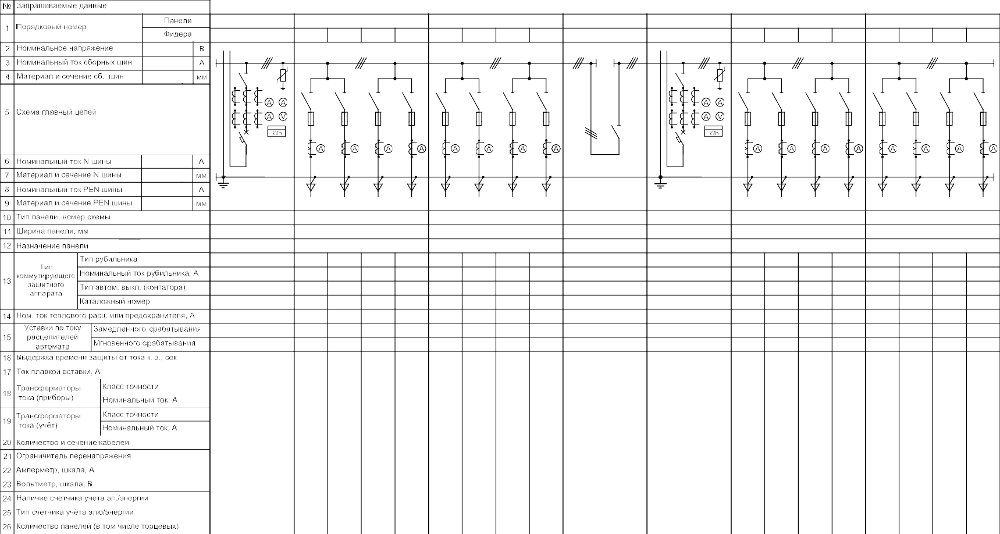 № Запрашиваемые данные
1 Порядковый номер Панели
Фидера
2 Номинальное напряжение В
3 Номинальный ток сборных шин А
4 Материал и сечение сб. шин мм
5 Схема главный цепей
6 Номинальный ток N шины А
7 Материал и сечение N шины мм
8 Номинальный ток PEN шины А
9 Материал и сечение PEN шины мм
10 Тип панели, номер схемы
11 Ширина панели, мм
12 Назначение панели
13 Тип
коммутирующего
защитного
аппарата
Тип рубильника
Номинальный ток рубильника, А
Тип автом. выкл. (контатора)
Каталожный номер
14 Ном. ток теплового расц. или предохранителя, А
15 Уставки по току
расцепителей
автомата
Замедленного срабатывания
Мгновенного срабатывания
16 Выдержка времени защиты от тока к. з., сек
17 Ток плавкой вставки, А
18 Трансформаторы
тока (приборы)
Класс точности
Номинальный ток, А
19 Трансформаторы
тока (учёт)
Класс точности
Номинальный ток, А
20 Количество и сечение кабелей
21 Ограничитель перенапряжения
22 Амперметр, шкала, А
23 Вольтметр, шкала, В
24 Наличие счетчика учета эл./энергии
25 Тип счетчика учёта элю/энергии
26 Количество панелей (в том числе торцевых)
A A
A V
Wh
A A A A
A A A A
A A
A V
Wh
A A A A
A A A A